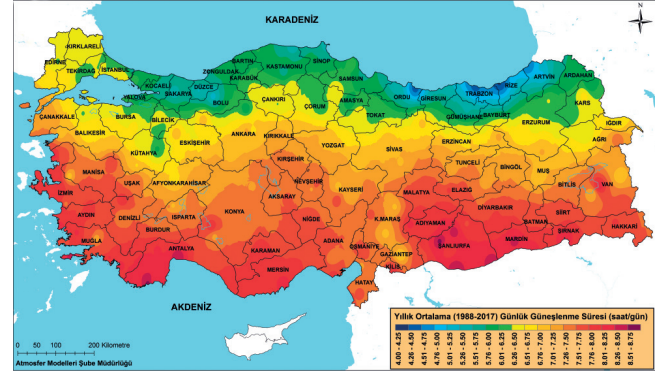 KARADENİZ
N
KIRKLARELİ
EDİRNE
TEKİRDAĞ
İSTANBUL
KOCAELİ
YALOVA
SAKARYA
DÜZCE
ZONGULDAK
BARTIN
KARABÜK
KASTAMONU
SİNOP
SAMSUN
BOLU
ÇANKIRI
ÇORUM
AMASYA
ORDU
GİRESUN
TRABZON
RİZE
ARTVİN
ARDAHAN
TOKAT
GÜMÜŞHANE
BAYBURT
KARS
ÇANAKKALE
BURSA
BİLECİK
BALIKESİR
ESKİŞEHİR
ANKARA
KIRIKKALE
ERZURUM
IĞDIR
KÜTAHYA
YOZGAT
SİVAS
ERZİNCAN
AĞRI
KIRŞEHİR
TUNCELİ
BİNGÖL
MUŞ
MANİSA
UŞAK
AFYONKARAHİSAR
NEVŞEHİR
KAYSERİ
MALATYA
ELAZIĞ
BİTLİS
VAN
İZMİR
AKSARAY
AYDIN
DENİZLİ
ISPARTA
KONYA
NİĞDE
K.MARAŞ
ADIYAMAN
DİYARBAKIR
BATMAN
SİİRT
ŞIRNAK
HAKKARİ
BURDUR
MUĞLA
ANTALYA
KARAMAN
ADANA
OSMANİYE
GAZİANTEP
ŞANLIURFA
MARDİN
KİLİS
MERSİN
HATAY
AKDENİZ
0 50 100 200 Kilometre
Atmosfer Modelleri Şube Müdürlüğü
Yıllık Ortalama (1988-2017) Günlük Güneşlenme Süresi (saat/gün)
4.00 - 4.25
4.26 - 4.50
4.51 - 4.75
4.76 - 5.00
5.01 - 5.25
5.26 - 5.50
5.51 - 5.75
5.76 - 6.00
6.01 - 6.25
6.26 - 6.50
6.51 - 6.75
6.76 - 7.00
7.01 - 7.25
7.26 - 7.50
7.51 - 7.75
7.76 - 8.00
8.01 - 8.25
8.26 - 8.50
8.51 - 8.75